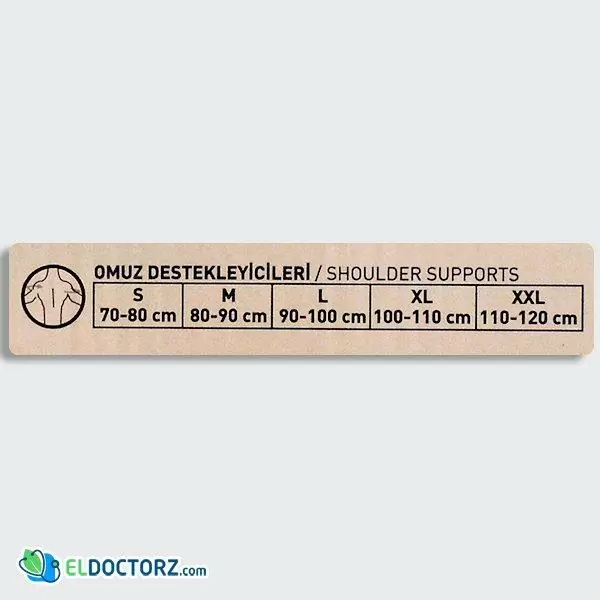 OMUZ DESTEKLEYİCİLERİ / SHOULDER SUPPORTS
S M L XL XXL
70-80 cm 80-90 cm 90-100 cm 100-110 cm 110-120 cm
ELDOCTORZ.com